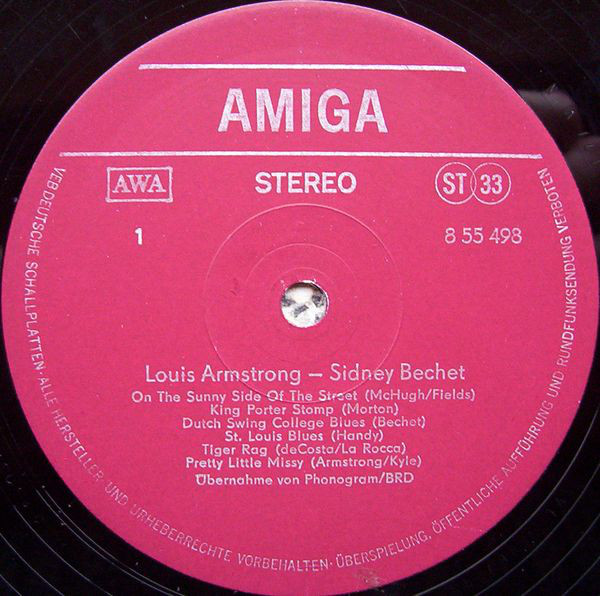 AMIGA
AWA
STEREO
ST 33
1
8 55 498
Louis Armstrong – Sidney Bechet
On The Sunny Side Of The Street (McHugh/Fields)
King Porter Stomp (Morton)
Dutch Swing College Blues (Bechet)
St. Louis Blues (Handy)
Tiger Rag (deCosta/La Rocca)
Pretty Little Missy (Armstrong/Kyle)
Übernahme von Phonogram/BRD
VEB DEUTSCHE SCHALLPLATTEN · ALLE HERSTELLER- UND URHEBERRECHTE VORBEHALTEN · ÜBERSPIELUNG, ÖFFENTLICHE AUFFÜHRUNG UND RUNDFUNKSENDUNG VERBOTEN